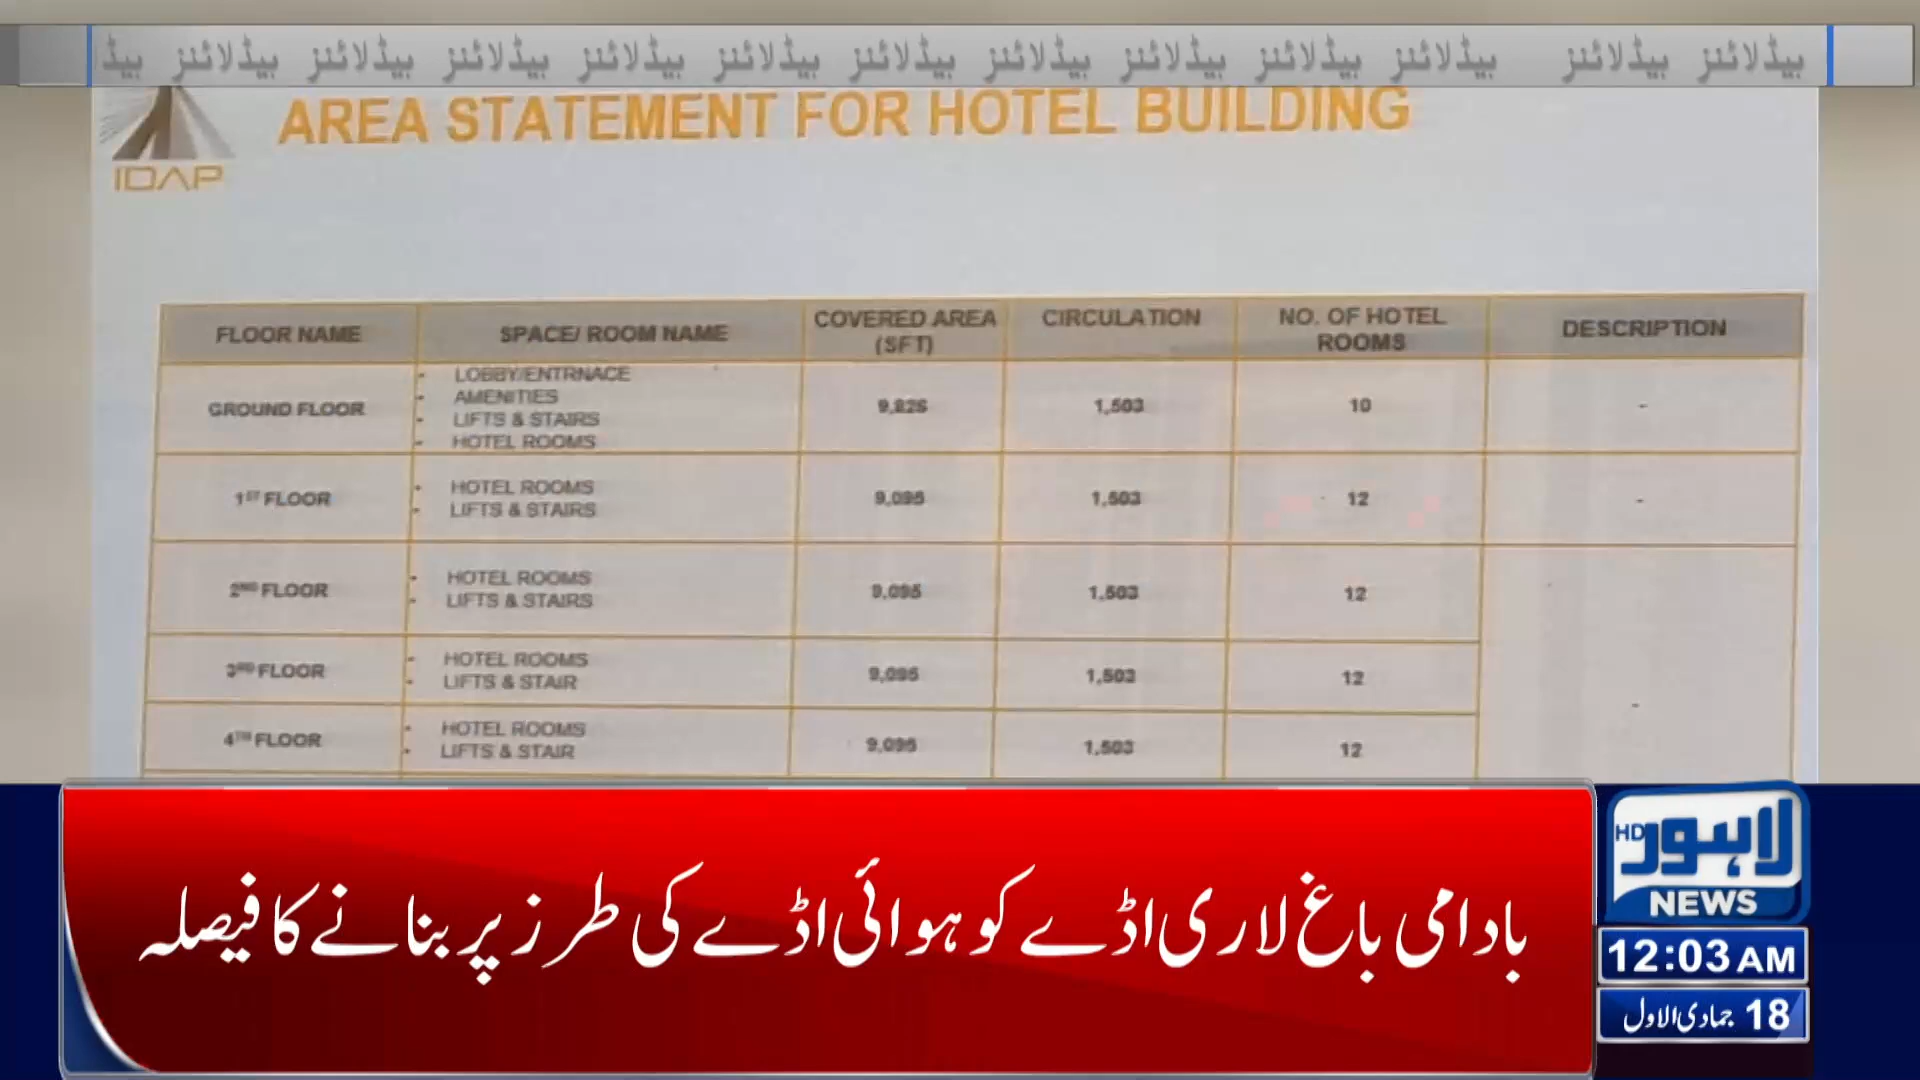 ہیڈلائنز ہیڈلائنز ہیڈلائنز ہیڈلائنز ہیڈلائنز ہیڈلائنز ہیڈلائنز ہیڈلائنز ہیڈلائنز ہیڈلائنز ہیڈلائنز ہیڈلائنز ہیڈ
IDAP
AREA STATEMENT FOR HOTEL BUILDING
FLOOR NAME SPACE/ ROOM NAME COVERED AREA (SFT) CIRCULATION NO. OF HOTEL ROOMS DESCRIPTION
GROUND FLOOR
- LOBBY/ENTRNACE
- AMENITIES
- LIFTS & STAIRS
- HOTEL ROOMS
9,826 1,503 10 -
1ST FLOOR
- HOTEL ROOMS
- LIFTS & STAIRS
9,095 1,503 12 -
2ND FLOOR
- HOTEL ROOMS
- LIFTS & STAIRS
9,095 1,503 12
3RD FLOOR
- HOTEL ROOMS
- LIFTS & STAIR
9,095 1,503 12 -
4TH FLOOR
- HOTEL ROOMS
- LIFTS & STAIR
9,095 1,503 12
بادامی باغ لاری اڈے کو ہوائی اڈے کی طرز پر بنانے کا فیصلہ
لاہور HD
NEWS
12:03 AM
18 جمادی الاول